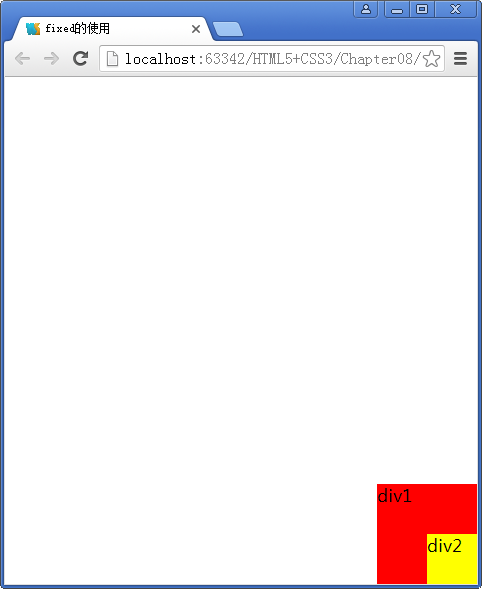 fixed的使用
localhost:63342/HTML5+CSS3/Chapter08/
div1
div2